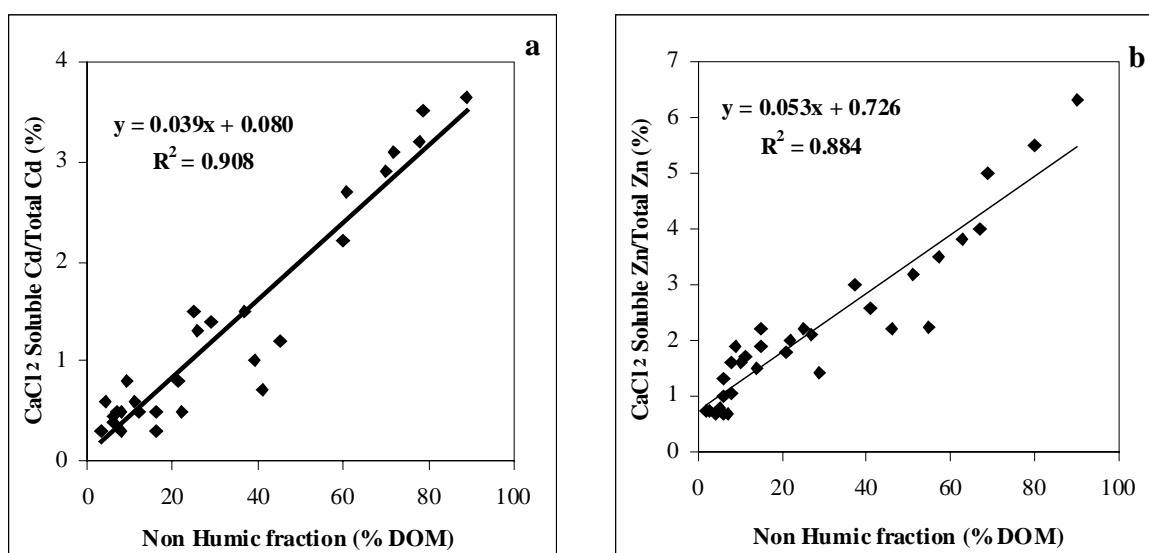 a
4
3
2
1
0
y = 0.039x + 0.080
R² = 0.908
CaCl2 Soluble Cd/Total Cd (%)
0 20 40 60 80 100
Non Humic fraction (% DOM)
b
7
6
5
4
3
2
1
0
y = 0.053x + 0.726
R² = 0.884
CaCl2 Soluble Zn/Total Zn (%)
0 20 40 60 80 100
Non Humic fraction (% DOM)